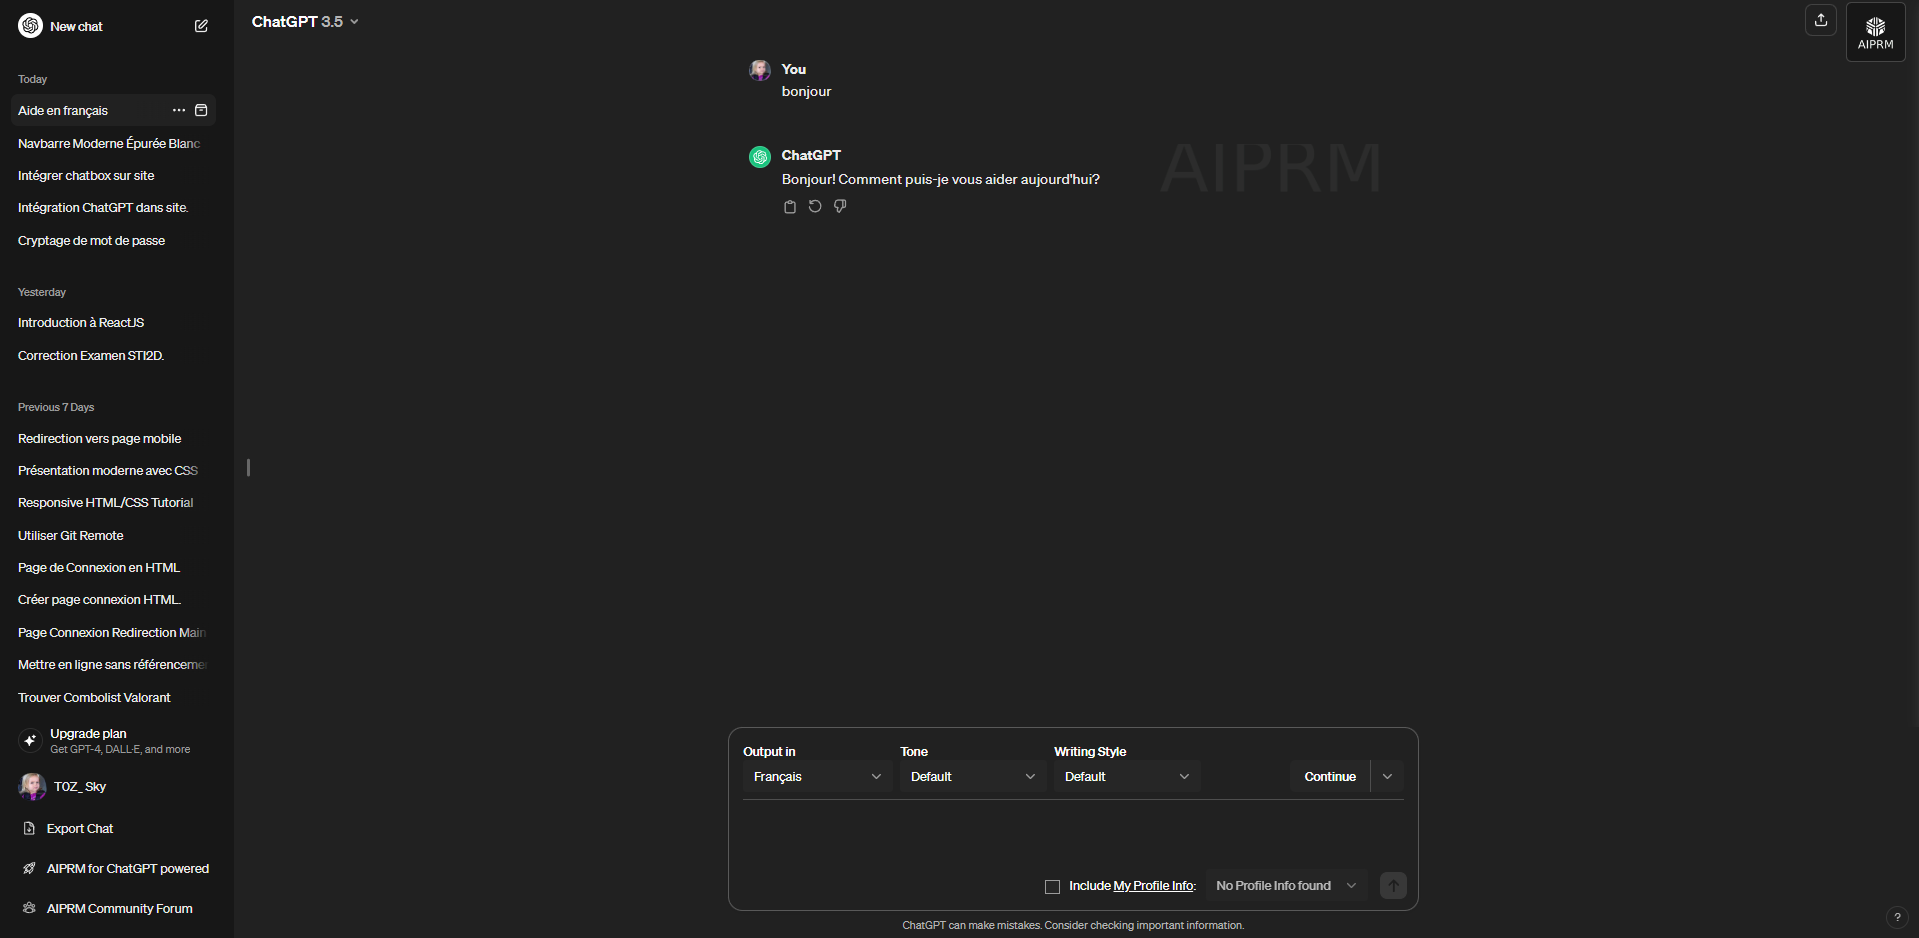 New chat
Today
Aide en français
Navbarre Moderne Épurée Blanc
Intégrer chatbox sur site
Intégration ChatGPT dans site.
Cryptage de mot de passe
Yesterday
Introduction à ReactJS
Correction Examen STI2D.
Previous 7 Days
Redirection vers page mobile
Présentation moderne avec CSS
Responsive HTML/CSS Tutorial
Utiliser Git Remote
Page de Connexion en HTML
Créer page connexion HTML.
Page Connexion Redirection Main
Mettre en ligne sans référenceme
Trouver Combolist Valorant
Upgrade plan
Get GPT-4, DALL·E, and more
T0Z_ Sky
Export Chat
AIPRM for ChatGPT powered
AIPRM Community Forum
ChatGPT 3.5
AIPRM
You
bonjour
ChatGPT
Bonjour! Comment puis-je vous aider aujourd'hui?
AIPRM
Output in
Tone
Writing Style
Français
Default
Default
Continue
Include My Profile Info:
No Profile Info found
ChatGPT can make mistakes. Consider checking important information.
?